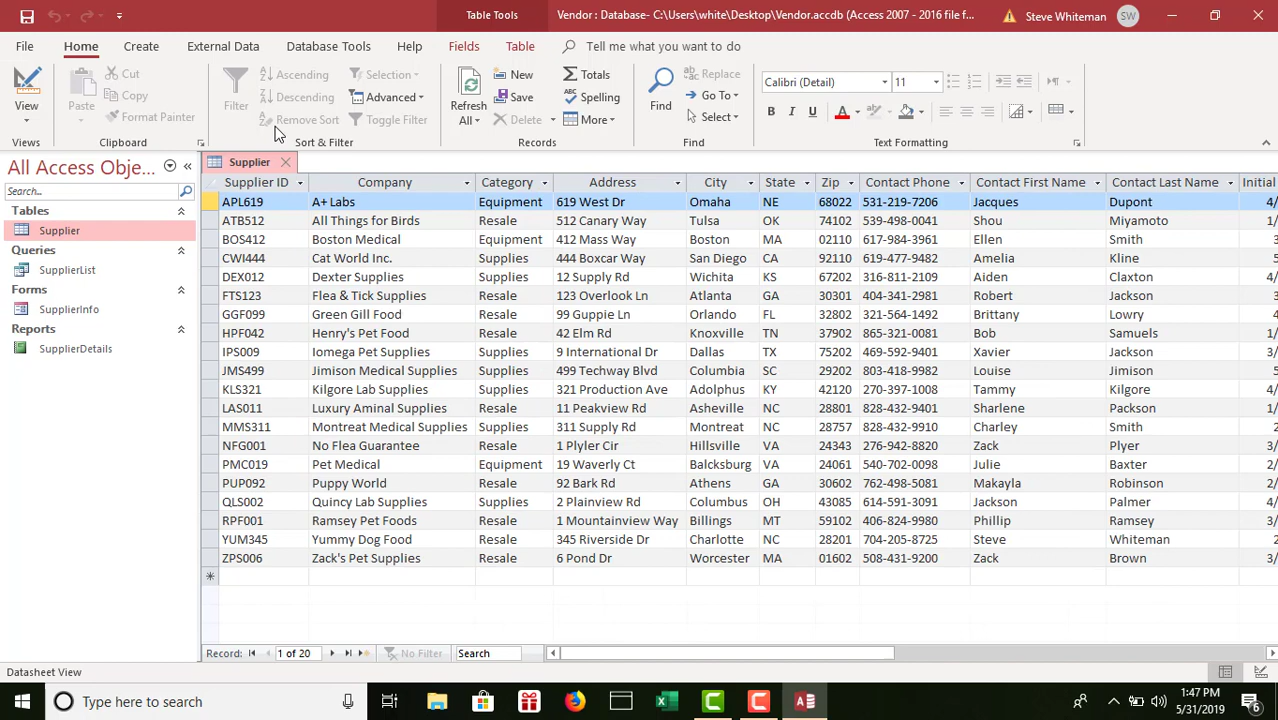 Table Tools Vendor : Database- C:\Users\white\Desktop\Vendor.accdb (Access 2007 - 2016 file f... Steve Whiteman SW
File Home Create External Data Database Tools Help Fields Table Tell me what you want to do
View Paste Cut Copy Format Painter Filter Ascending Descending Remove Sort Selection Advanced Toggle Filter Refresh All New Save Delete Totals Spelling More Find Replace Go To Select Calibri (Detail) 11 B I U A
Views Clipboard Sort & Filter Records Find Text Formatting
All Access Obje...
Search...
Tables
Supplier
Queries
SupplierList
Forms
SupplierInfo
Reports
SupplierDetails
Supplier
Supplier ID Company Category Address City State Zip Contact Phone Contact First Name Contact Last Name Initial
APL619 A+ Labs Equipment 619 West Dr Omaha NE 68022 531-219-7206 Jacques Dupont 4/
ATB512 All Things for Birds Resale 512 Canary Way Tulsa OK 74102 539-498-0041 Shou Miyamoto 12/
BOS412 Boston Medical Equipment 412 Mass Way Boston MA 02110 617-984-3961 Ellen Smith 3
CWI444 Cat World Inc. Supplies 444 Boxcar Way San Diego CA 92110 619-477-9482 Amelia Kline 5
DEX012 Dexter Supplies Supplies 12 Supply Rd Wichita KS 67202 316-811-2109 Aiden Claxton 4/
FTS123 Flea & Tick Supplies Resale 123 Overlook Ln Atlanta GA 30301 404-341-2981 Robert Jackson 5
GGF099 Green Gill Food Resale 99 Guppie Ln Orlando FL 32802 321-564-1492 Brittany Lowry 4
HPF042 Henry's Pet Food Resale 42 Elm Rd Knoxville TN 37902 865-321-0081 Bob Samuels 1/
IPS009 Iomega Pet Supplies Supplies 9 International Dr Dallas TX 75202 469-592-9401 Xavier Jackson 3/
JMS499 Jimison Medical Supplies Supplies 499 Techway Blvd Columbia SC 29202 803-418-9982 Louise Jimison 5
KLS321 Kilgore Lab Supplies Supplies 321 Production Ave Adolphus KY 42120 270-397-1008 Tammy Kilgore 4/
LAS011 Luxury Aminal Supplies Resale 11 Peakview Rd Asheville NC 28801 828-432-9401 Sharlene Packson 1/
MMS311 Montreat Medical Supplies Supplies 311 Supply Rd Montreat NC 28757 828-432-9910 Charley Smith 2
NFG001 No Flea Guarantee Resale 1 Plyler Cir Hillsville VA 24343 276-942-8820 Zack Plyer 3/
PMC019 Pet Medical Equipment 19 Waverly Ct Balcksburg VA 24061 540-702-0098 Julie Baxter 4/
PUP092 Puppy World Resale 92 Bark Rd Athens GA 30602 762-498-5081 Makayla Robinson 2/
QLS002 Quincy Lab Supplies Supplies 2 Plainview Rd Columbus OH 43085 614-591-3091 Jackson Palmer 4/
RPF001 Ramsey Pet Foods Resale 1 Mountainview Way Billings MT 59102 406-824-9980 Phillip Ramsey 3/
YUM345 Yummy Dog Food Resale 345 Riverside Dr Charlotte NC 28201 704-205-8725 Steve Whiteman 2/
ZPS006 Zack's Pet Supplies Resale 6 Pond Dr Worcester MA 01602 508-431-9200 Zack Brown 3/
Record: 1 of 20 No Filter Search
Datasheet View
Type here to search 1:47 PM
5/31/2019 6